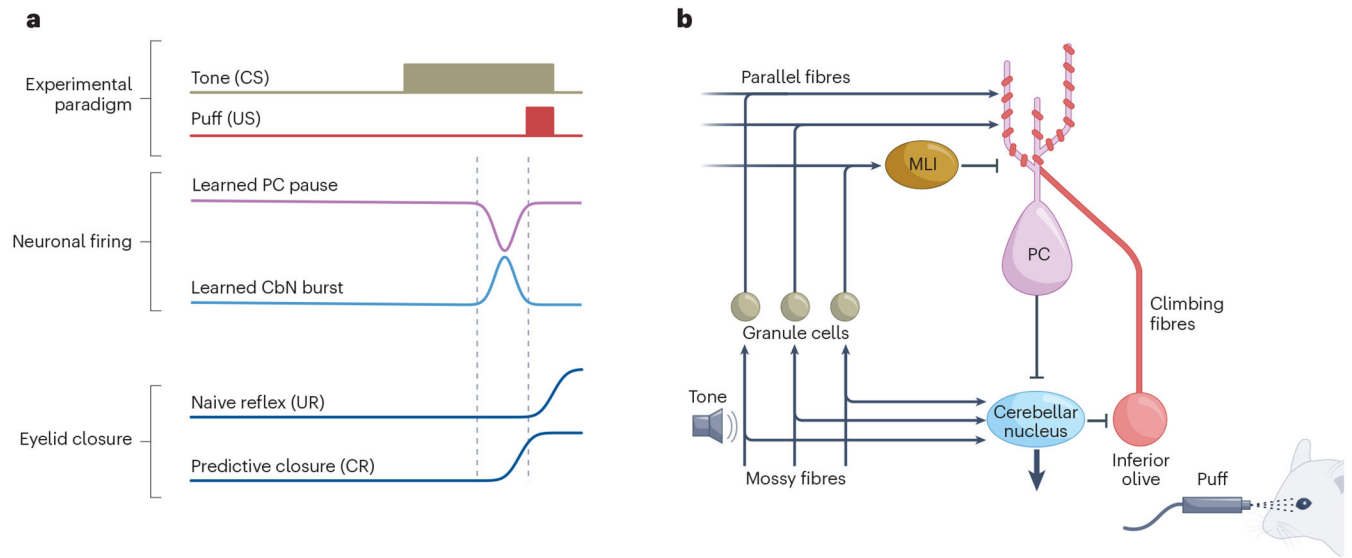 a
Experimental
paradigm
Tone (CS)
Puff (US)
Neuronal firing
Learned PC pause
Learned CbN burst
Eyelid closure
Naive reflex (UR)
Predictive closure (CR)
b
Parallel fibres
MLI
PC
Climbing
fibres
Granule cells
Tone
Cerebellar
nucleus
Mossy fibres
Inferior
olive
Puff